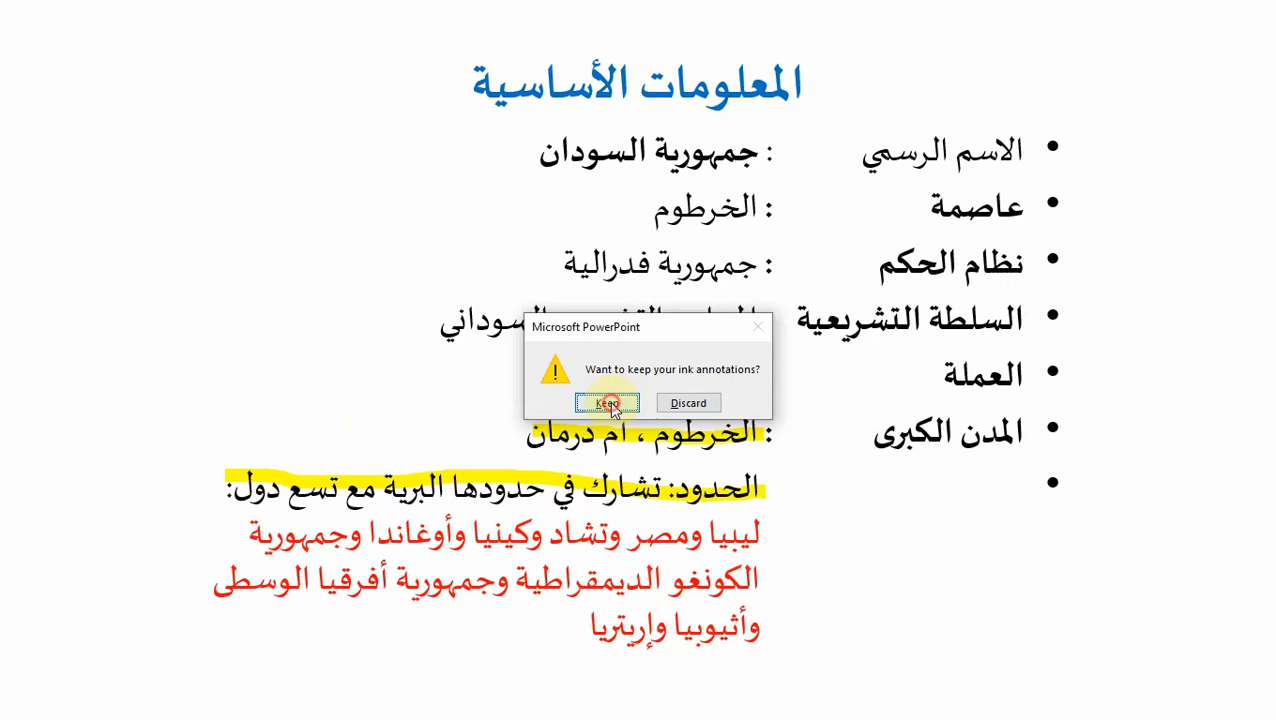 المعلومات الأساسية
• الاسم الرسمي : جمهورية السودان
• عاصمة : الخرطوم
• نظام الحكم : جمهورية فدرالية
• السلطة التشريعية السوداني
• العملة
• المدن الكبرى : الخرطوم ، أم درمان
• الحدود: تشارك في حدودها البرية مع تسع دول:
ليبيا ومصر وتشاد وكينيا وأوغاندا وجمهورية
الكونغو الديمقراطية وجمهورية أفرقيا الوسطى
وأثيوبيا وإريتريا
Microsoft PowerPoint
Want to keep your ink annotations?
Keep Discard